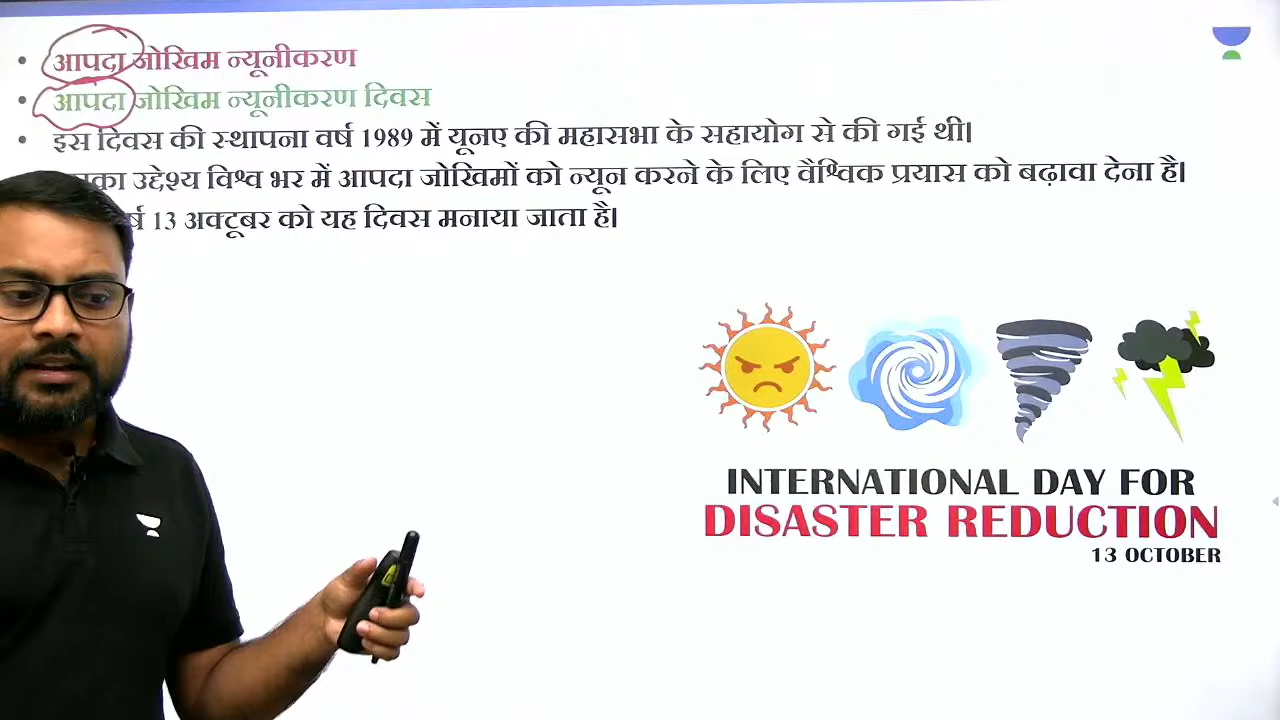 आपदा जोखिम न्यूनीकरण
आपदा जोखिम न्यूनीकरण दिवस
इस दिवस की स्थापना वर्ष 1989 में यूनए की महासभा के सहायोग से की गई थी।
उद्देश्य विश्व भर में आपदा जोखिमों को न्यून करने के लिए वैश्विक प्रयास को बढ़ावा देना है।
13 अक्टूबर को यह दिवस मनाया जाता है।
INTERNATIONAL DAY FOR
DISASTER REDUCTION
13 OCTOBER